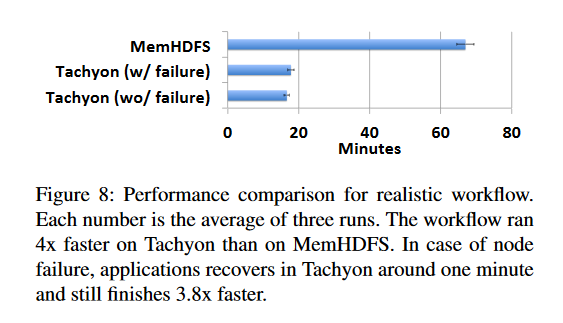 MemHDFS
Tachyon (w/ failure)
Tachyon (wo/ failure)
0 20 40 60 80
Minutes
Figure 8: Performance comparison for realistic workflow.
Each number is the average of three runs. The workflow ran
4x faster on Tachyon than on MemHDFS. In case of node
failure, applications recovers in Tachyon around one minute
and still finishes 3.8x faster.